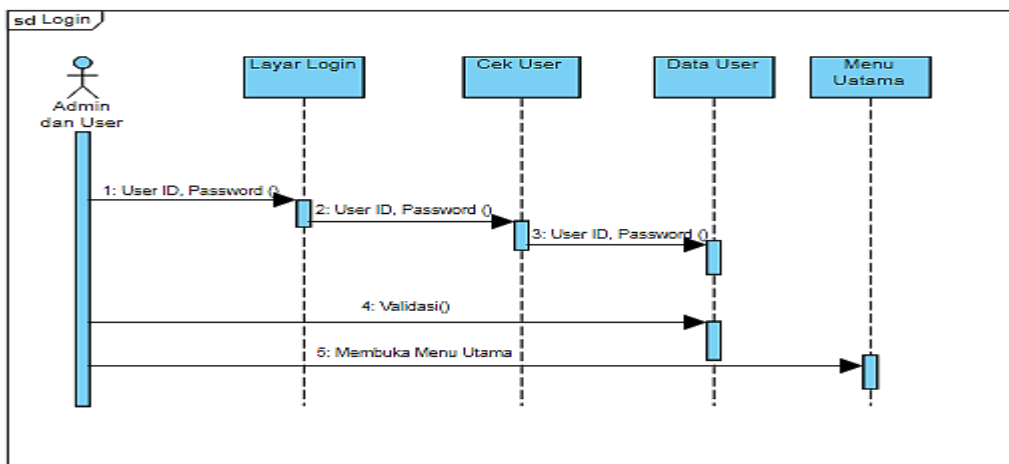 sd Login
Admin
dan User
Layar Login
Cek User
Data User
Menu
Uatama
1: User ID, Password ()
2: User ID, Password ()
3: User ID, Password ()
4: Validasi()
5: Membuka Menu Utama